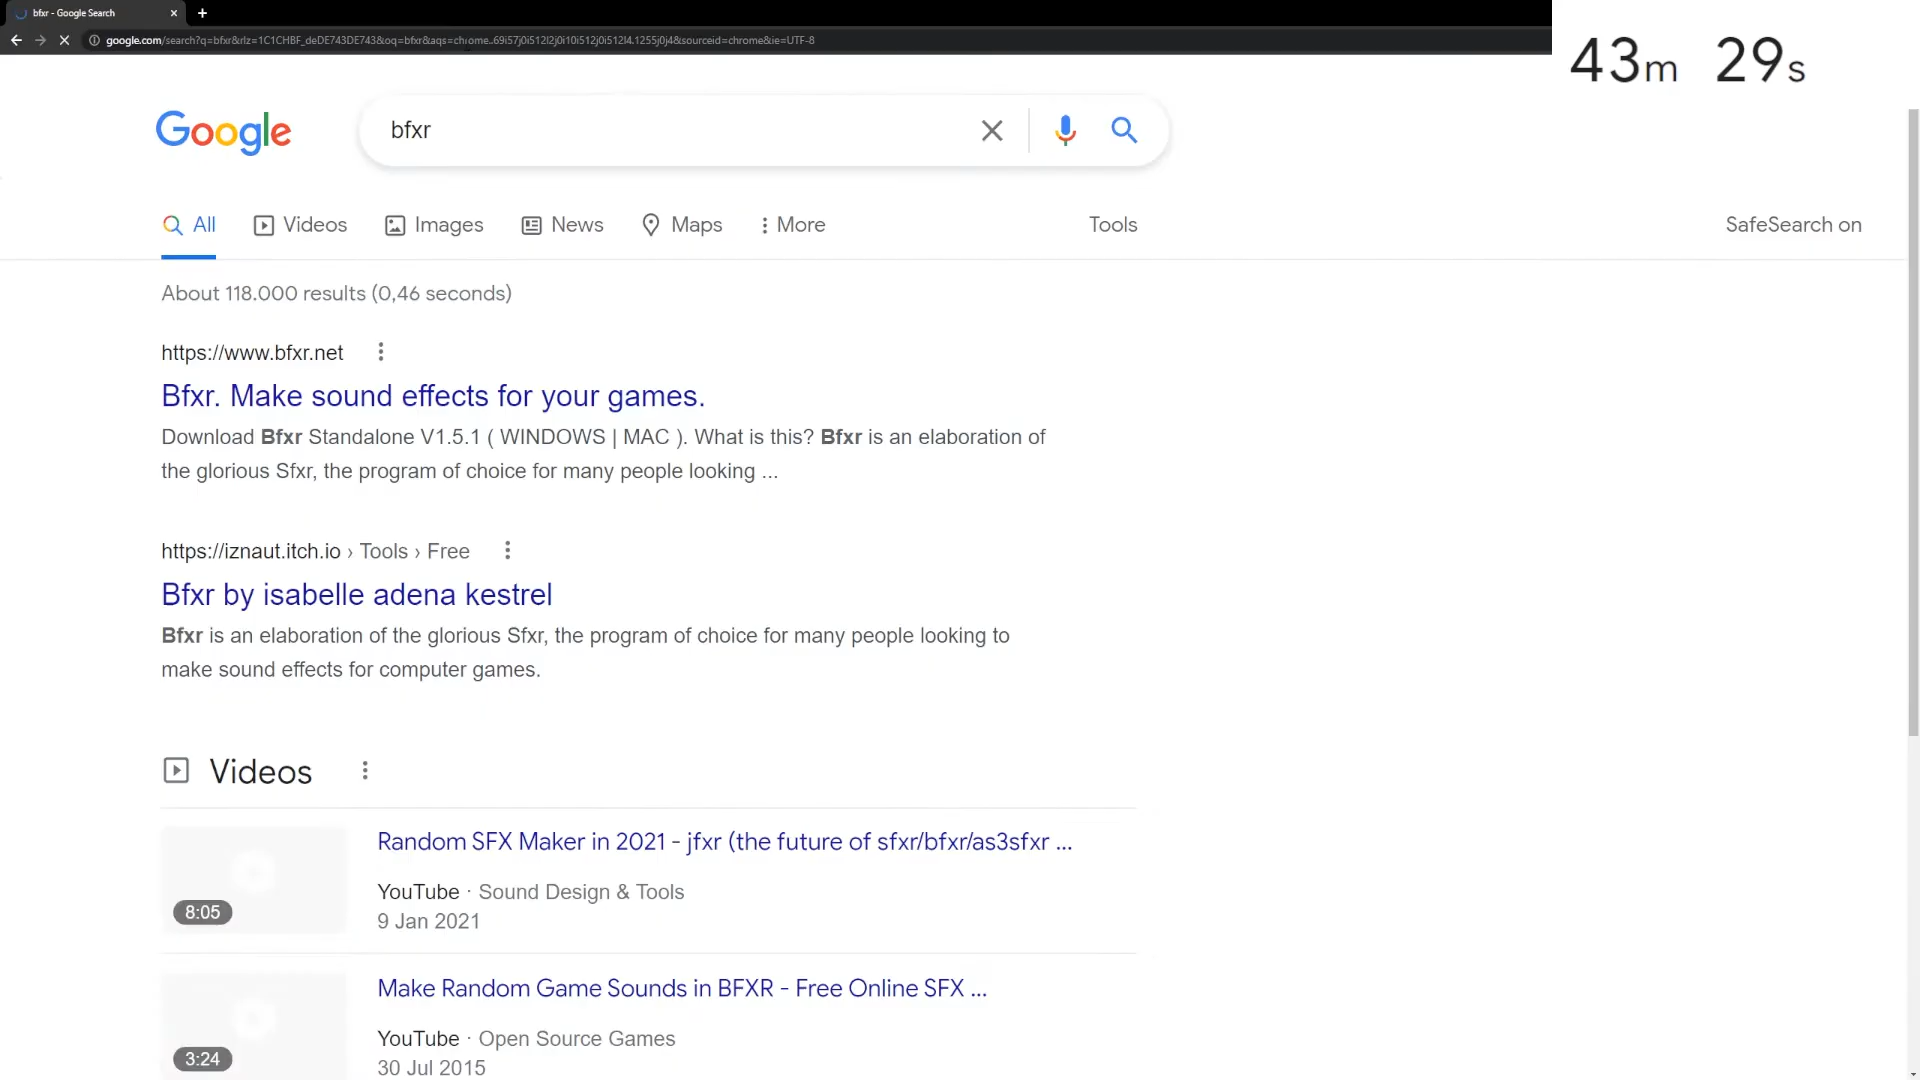 bfxr - Google Search
google.com/search?q=bfxr&rlz=1C1CHBF_deDE743DE743&oq=bfxr&aqs=chrome..69i57j0i512l2j0i10i512j0i512l4.1255j0j4&sourceid=chrome&ie=UTF-8
43m 29s
Google
bfxr
All Videos Images News Maps More Tools SafeSearch on
About 118.000 results (0,46 seconds)
https://www.bfxr.net
Bfxr. Make sound effects for your games.
Download Bfxr Standalone V1.5.1 ( WINDOWS | MAC ). What is this? Bfxr is an elaboration of
the glorious Sfxr, the program of choice for many people looking ...
https://iznaut.itch.io › Tools › Free
Bfxr by isabelle adena kestrel
Bfxr is an elaboration of the glorious Sfxr, the program of choice for many people looking to
make sound effects for computer games.
Videos
Random SFX Maker in 2021 - jfxr (the future of sfxr/bfxr/as3sfxr ...
YouTube · Sound Design & Tools
8:05
9 Jan 2021
Make Random Game Sounds in BFXR - Free Online SFX ...
YouTube · Open Source Games
3:24
30 Jul 2015